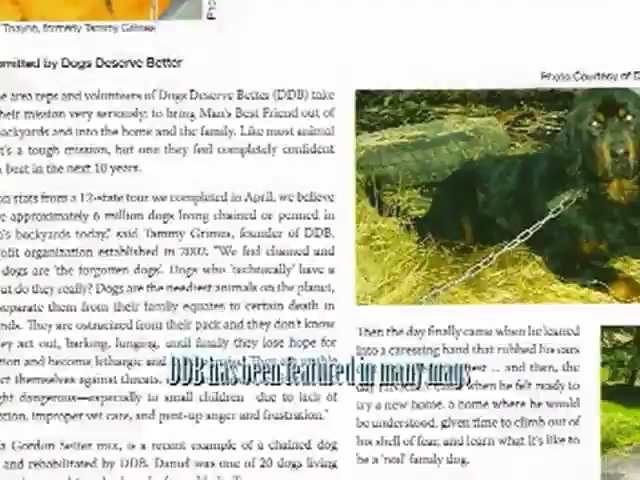 Thayne, formerly Tammy Grimes
mitted by Dogs Deserve Better
Photo Courtesy of D
e area reps and volunteers of Dogs Deserve Better (DDB) take
heir mission very seriously: to bring Man's Best Friend out of
ackyards and into the home and the family. Like most animal
t's a tough mission, but one they feel completely confident
beat in the next 10 years.
on stats from a 12-state tour we completed in April, we believe
e approximately 6 million dogs living chained or penned in
's backyards today," said Tammy Grimes, founder of DDB,
ofit organization established in 2002. "We feel chained and
dogs are 'the forgotten dogs'. Dogs who 'technically' have a
ut do they really? Dogs are the neediest animals on the planet,
separate them from their family equates to certain death in
nds. They are ostracized from their pack and they don't know
ey act out, barking, lunging, until finally they lose hope for
tion and become lethargic and
ct themselves against threats.
ght dangerous—especially to small children due to lack of
tion, improper vet care, and pent-up anger and frustration."
a Gordon Setter mix, is a recent example of a chained dog
and rehabilitated by DDB. Daniel was one of 20 dogs living
Then the day finally came when he leaned
into a caressing hand that rubbed his ears
... and then, the
when he felt ready to
try a new home, a home where he would
be understood, given time to climb out of
his shell of fear, and learn what it's like to
be a 'real' family dog.
DDB has been featured in many mag